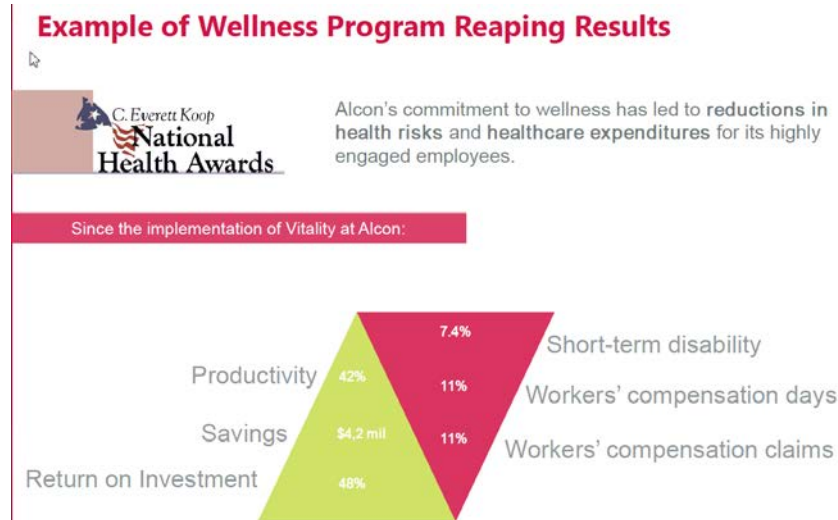 Example of Wellness Program Reaping Results
C. Everett Koop
National
Health Awards
Alcon's commitment to wellness has led to reductions in
health risks and healthcare expenditures for its highly
engaged employees.
Since the implementation of Vitality at Alcon:
7.4%
Short-term disability
Productivity
42%
11%
Workers' compensation days
Savings
$4,2 mil
11%
Workers' compensation claims
Return on Investment
48%